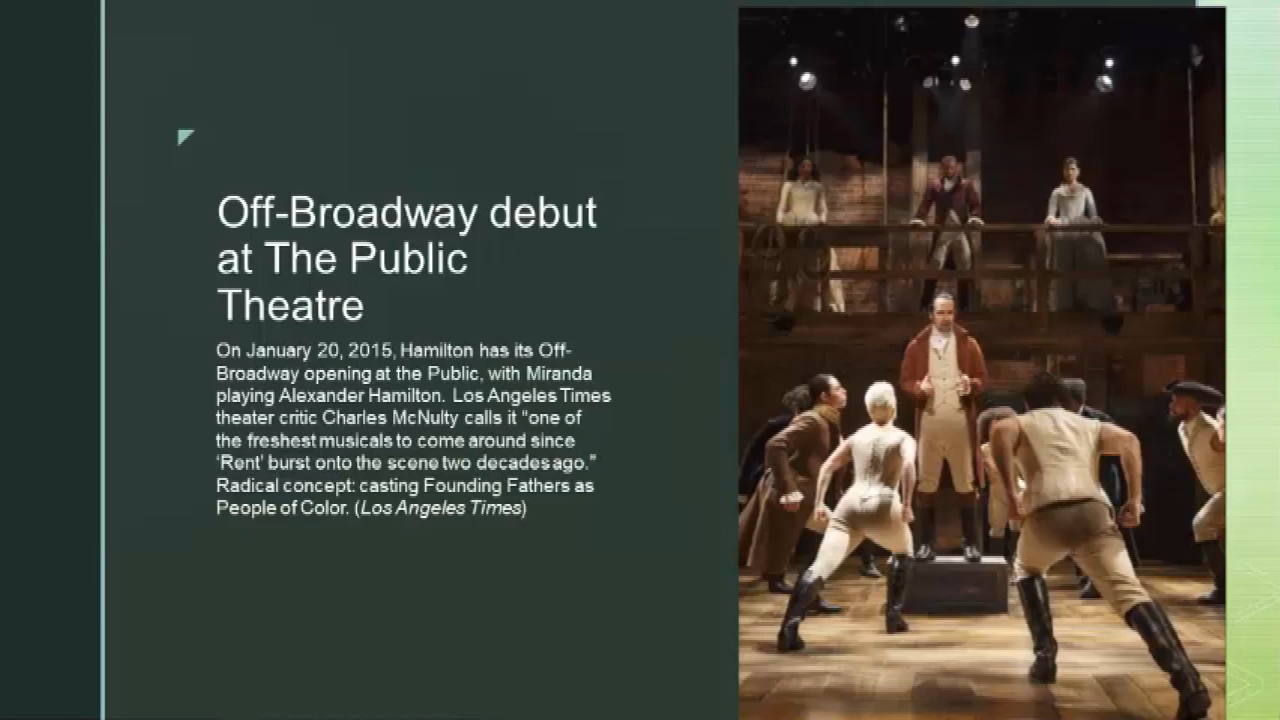 Off-Broadway debut
at The Public
Theatre
On January 20, 2015, Hamilton has its Off-
Broadway opening at the Public, with Miranda
playing Alexander Hamilton. Los Angeles Times
theater critic Charles McNulty calls it “one of
the freshest musicals to come around since
‘Rent’ burst onto the scene two decades ago.”
Radical concept: casting Founding Fathers as
People of Color. (Los Angeles Times)